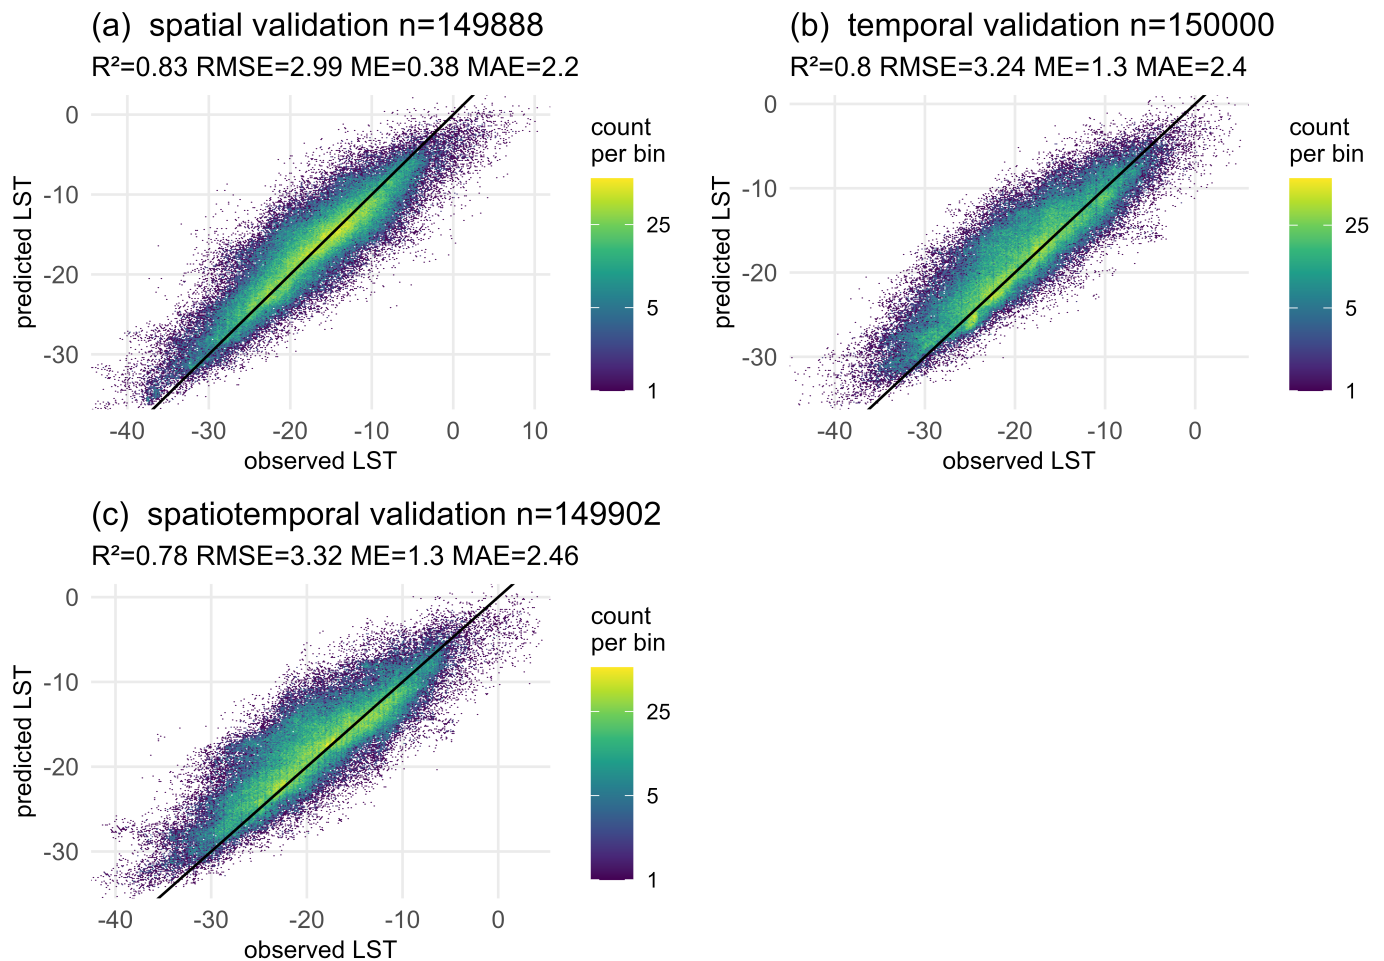 (a)  spatial validation n=149888
R²=0.83 RMSE=2.99 ME=0.38 MAE=2.2
0
-10
-20
-30
predicted LST
-40 -30 -20 -10 0 10
observed LST
count
per bin
25
5
1
(b)  temporal validation n=150000
R²=0.8 RMSE=3.24 ME=1.3 MAE=2.4
0
-10
-20
-30
predicted LST
-40 -30 -20 -10 0
observed LST
count
per bin
25
5
1
(c)  spatiotemporal validation n=149902
R²=0.78 RMSE=3.32 ME=1.3 MAE=2.46
0
-10
-20
-30
predicted LST
-40 -30 -20 -10 0
observed LST
count
per bin
25
5
1